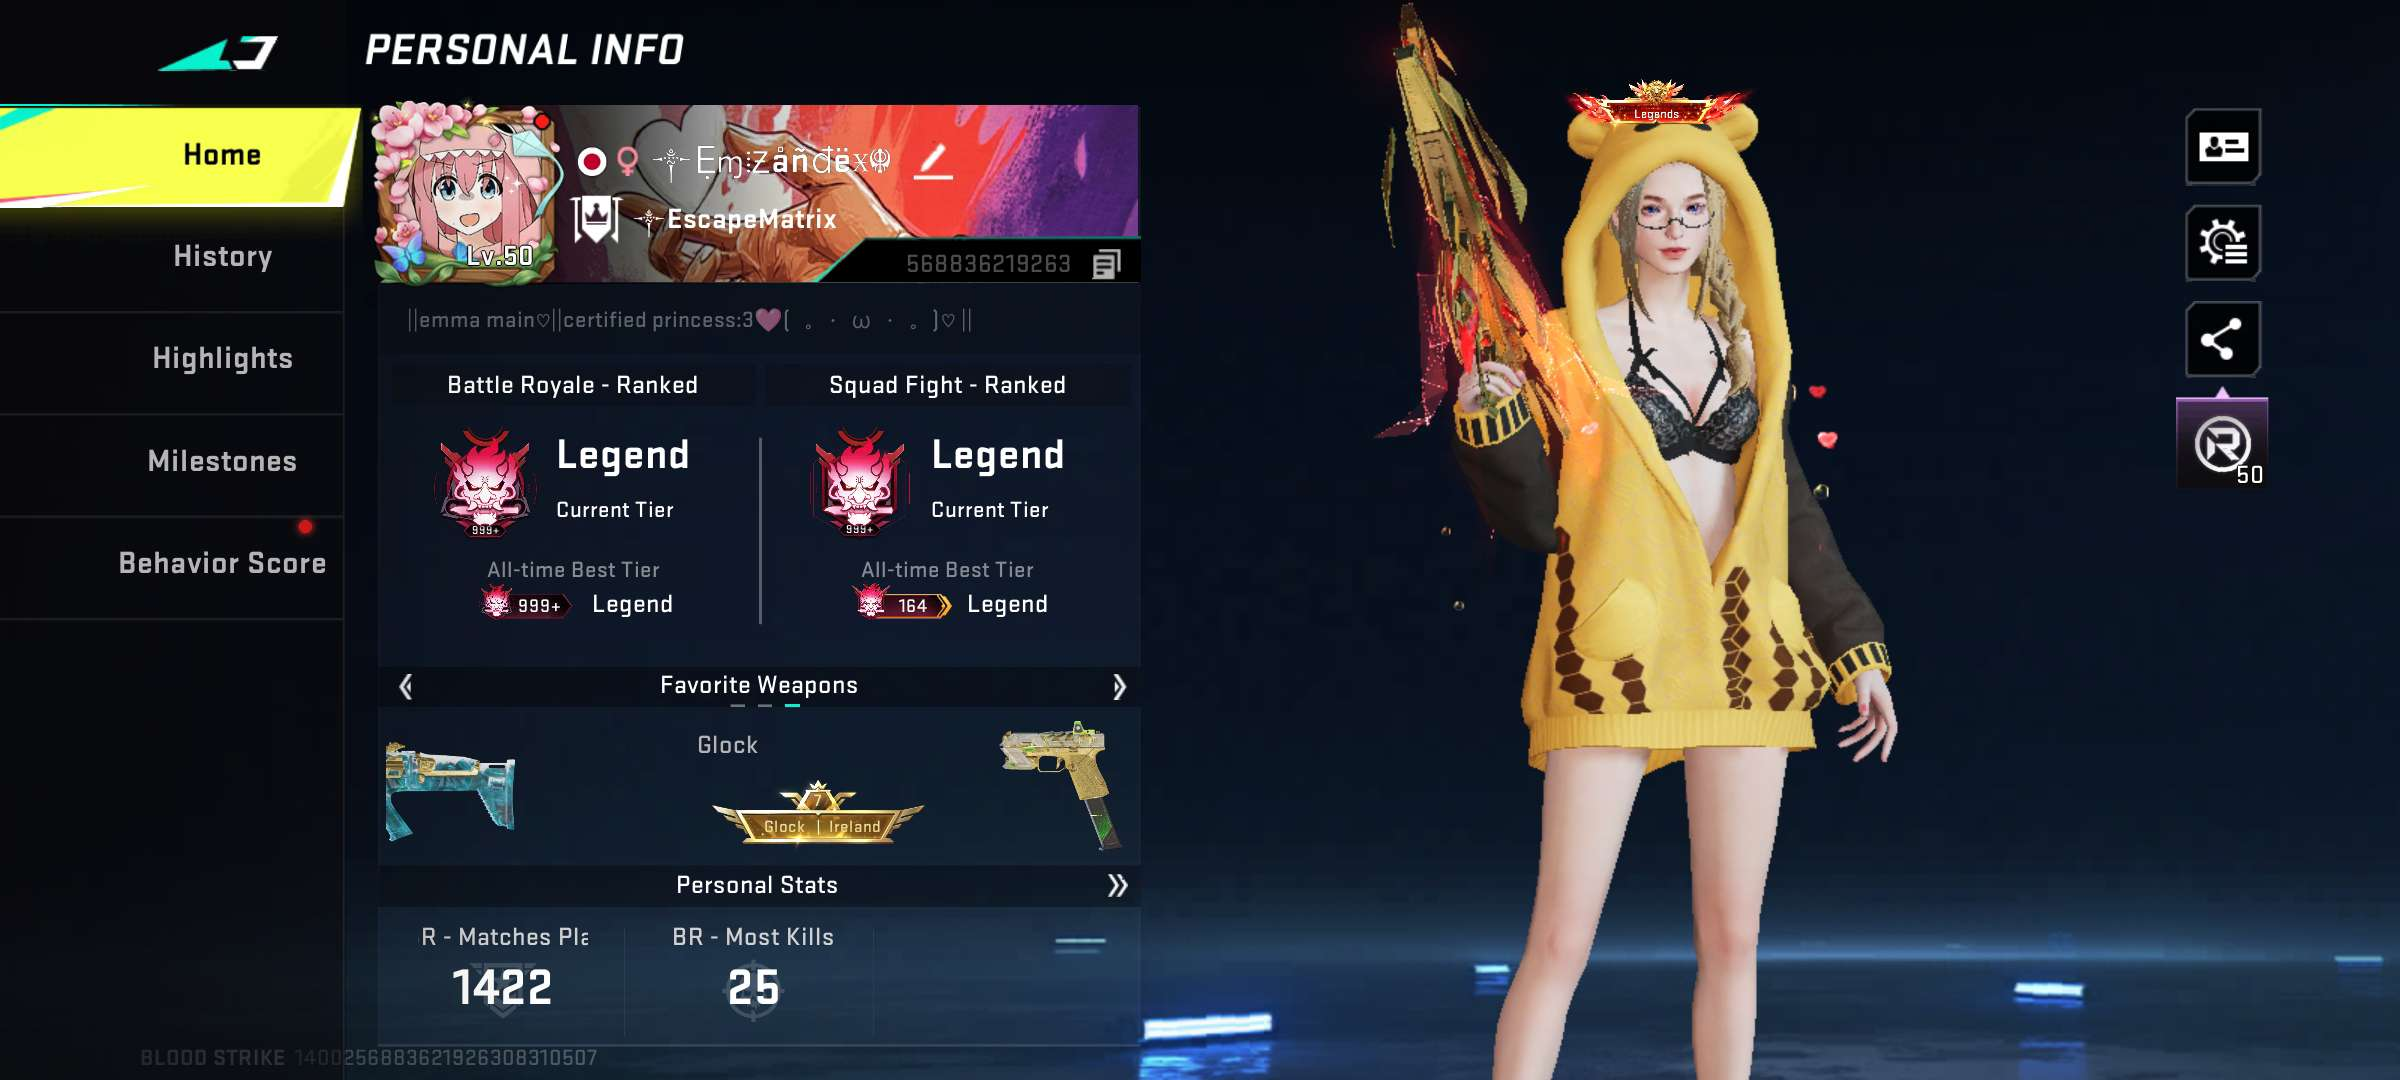 PERSONAL INFO
Home
History
Highlights
Milestones
Behavior Score
EscapeMatrix
Lv.50
568836219263
||emma main♡||certified princess:3💜( 。 · ω · 。 )♡ ||
Battle Royale - Ranked
Squad Fight - Ranked
Legend
Legend
Current Tier
Current Tier
999+
999+
All-time Best Tier
All-time Best Tier
999+ Legend
164 Legend
Favorite Weapons
Glock
7
Glock | Ireland
Personal Stats
R - Matches Pla
BR - Most Kills
1422
25
BLOOD STRIKE 1400256883621926308310507
Legends
50